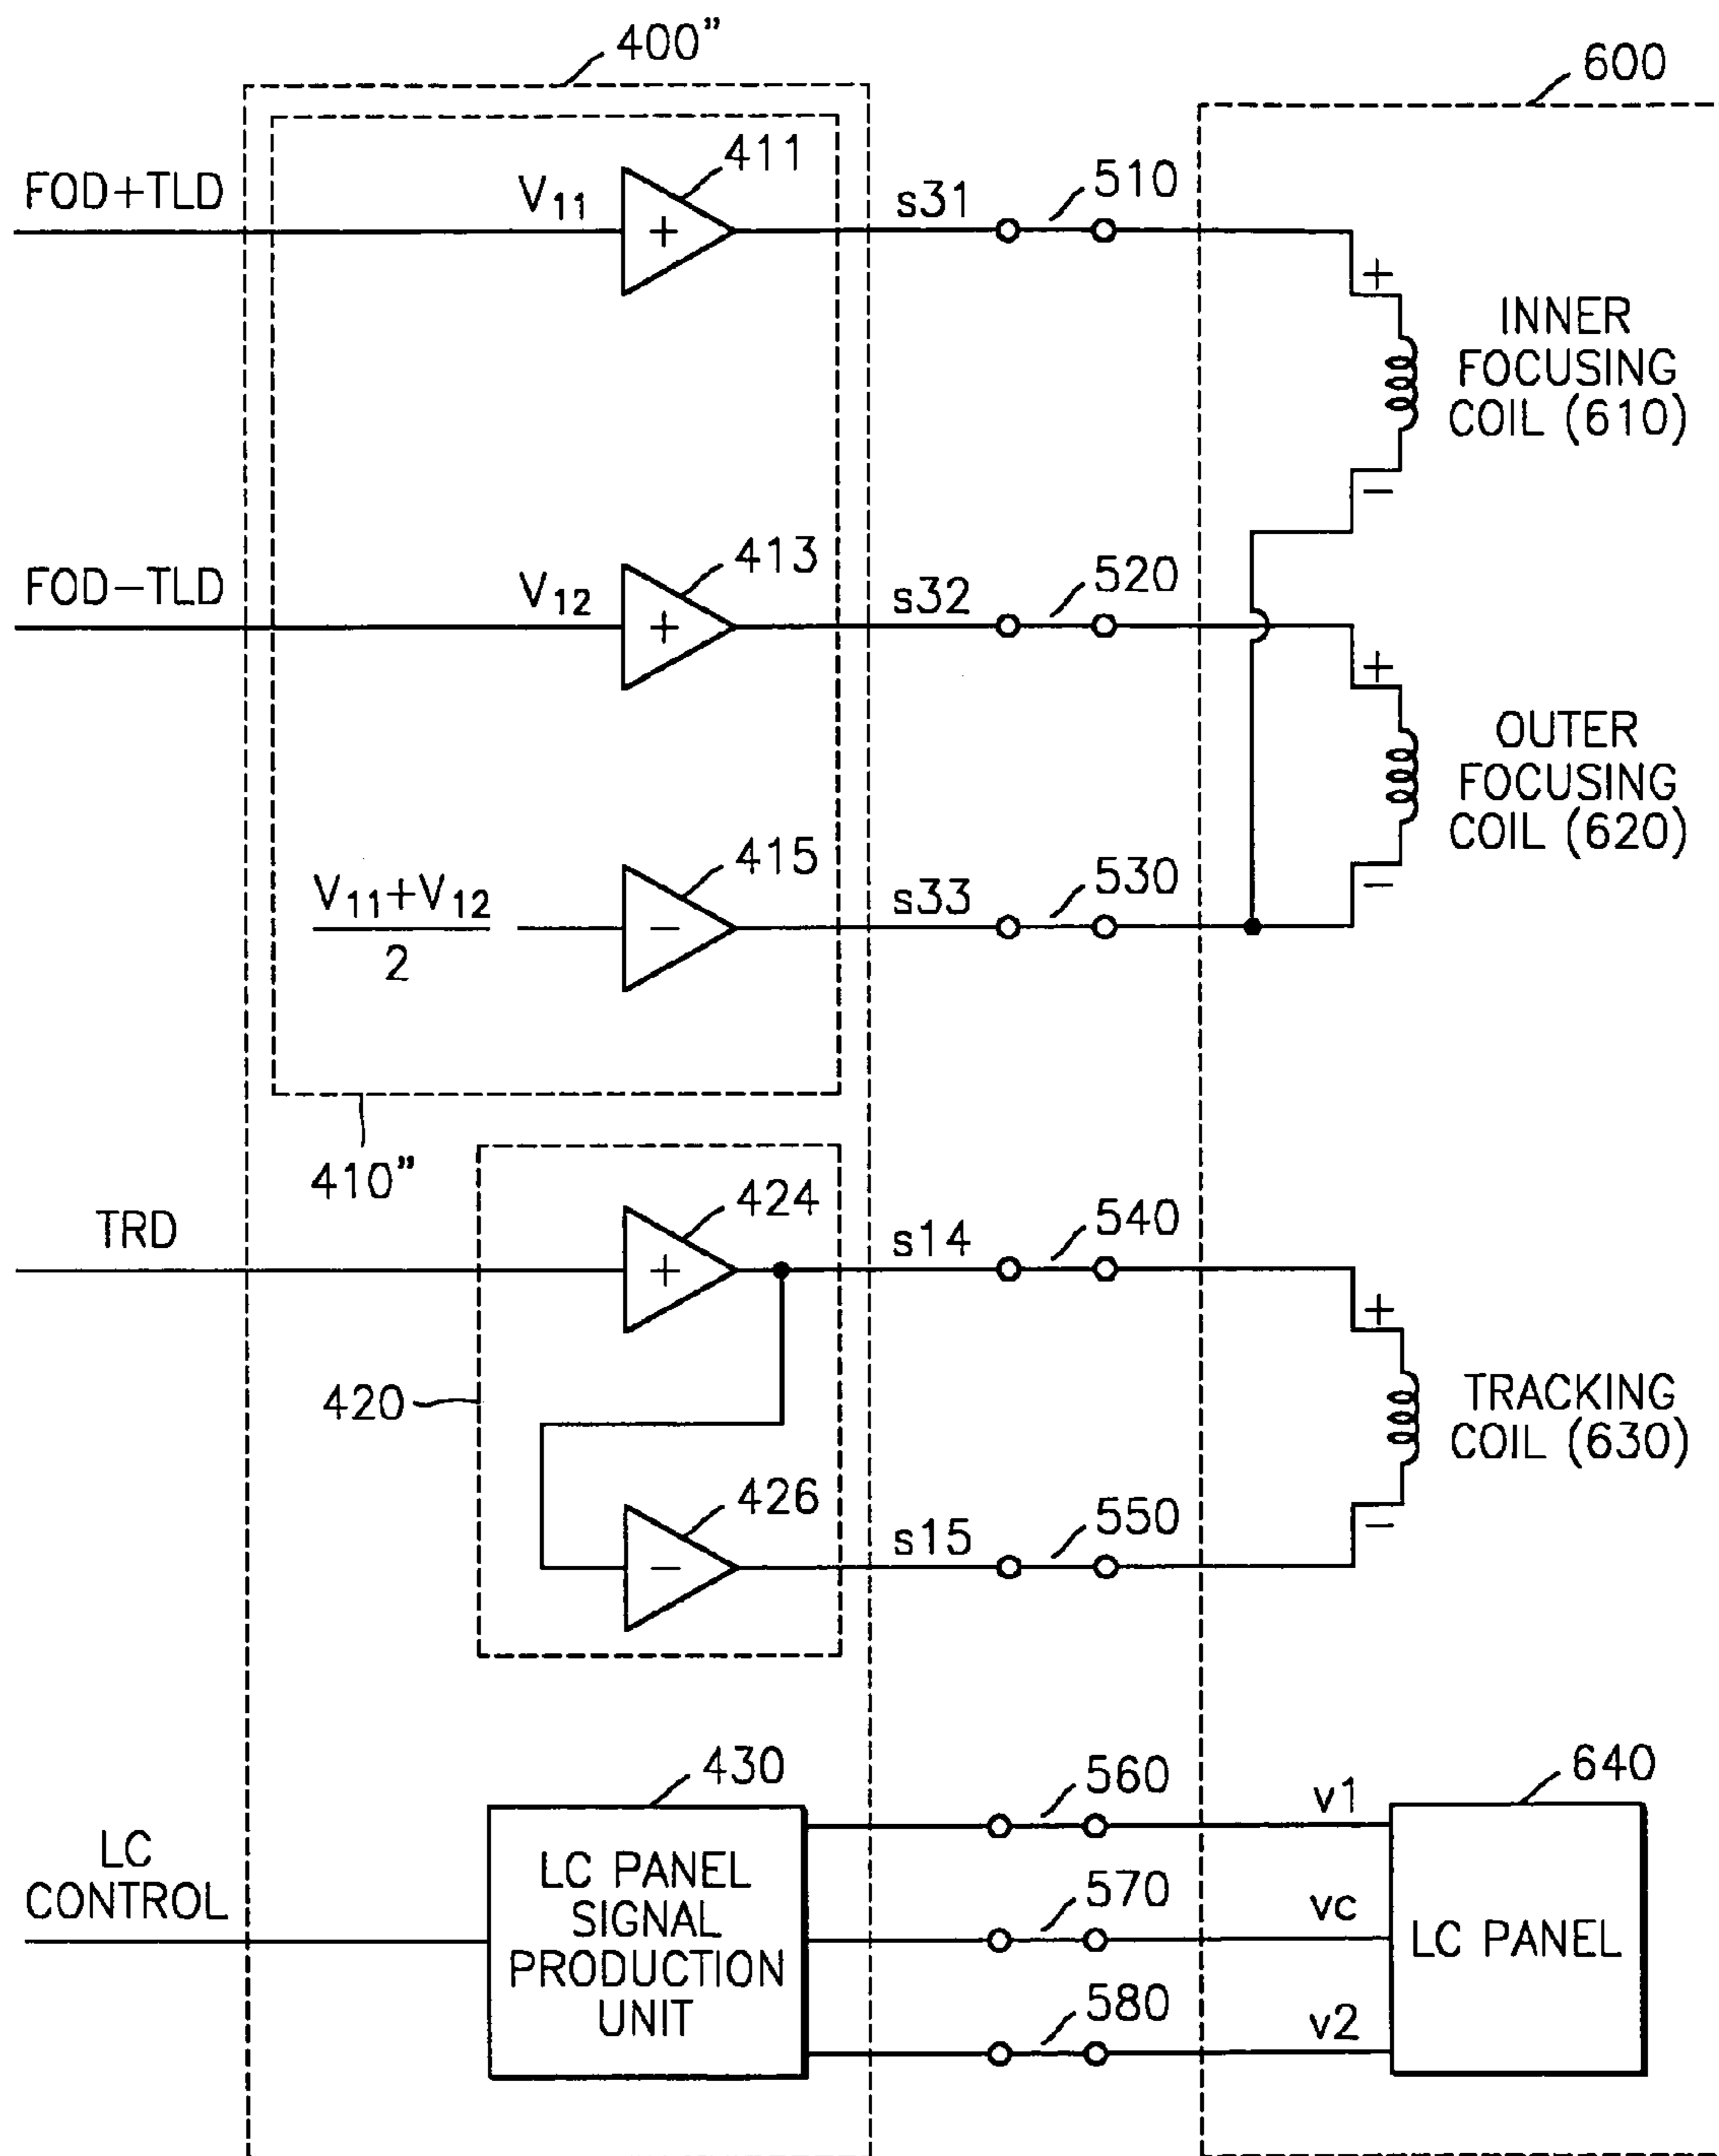 400"
600
FOD+TLD
V11
411
s31
510
+
+
INNER
FOCUSING
COIL (610)
−
FOD−TLD
V12
413
s32
520
+
+
OUTER
FOCUSING
COIL (620)
−
V11+V12
2
415
s33
530
−
410"
TRD
424
s14
540
+
+
420
TRACKING
COIL (630)
426
s15
550
−
−
LC
CONTROL
430
LC PANEL
SIGNAL
PRODUCTION
UNIT
560
v1
570
vc
580
v2
640
LC PANEL